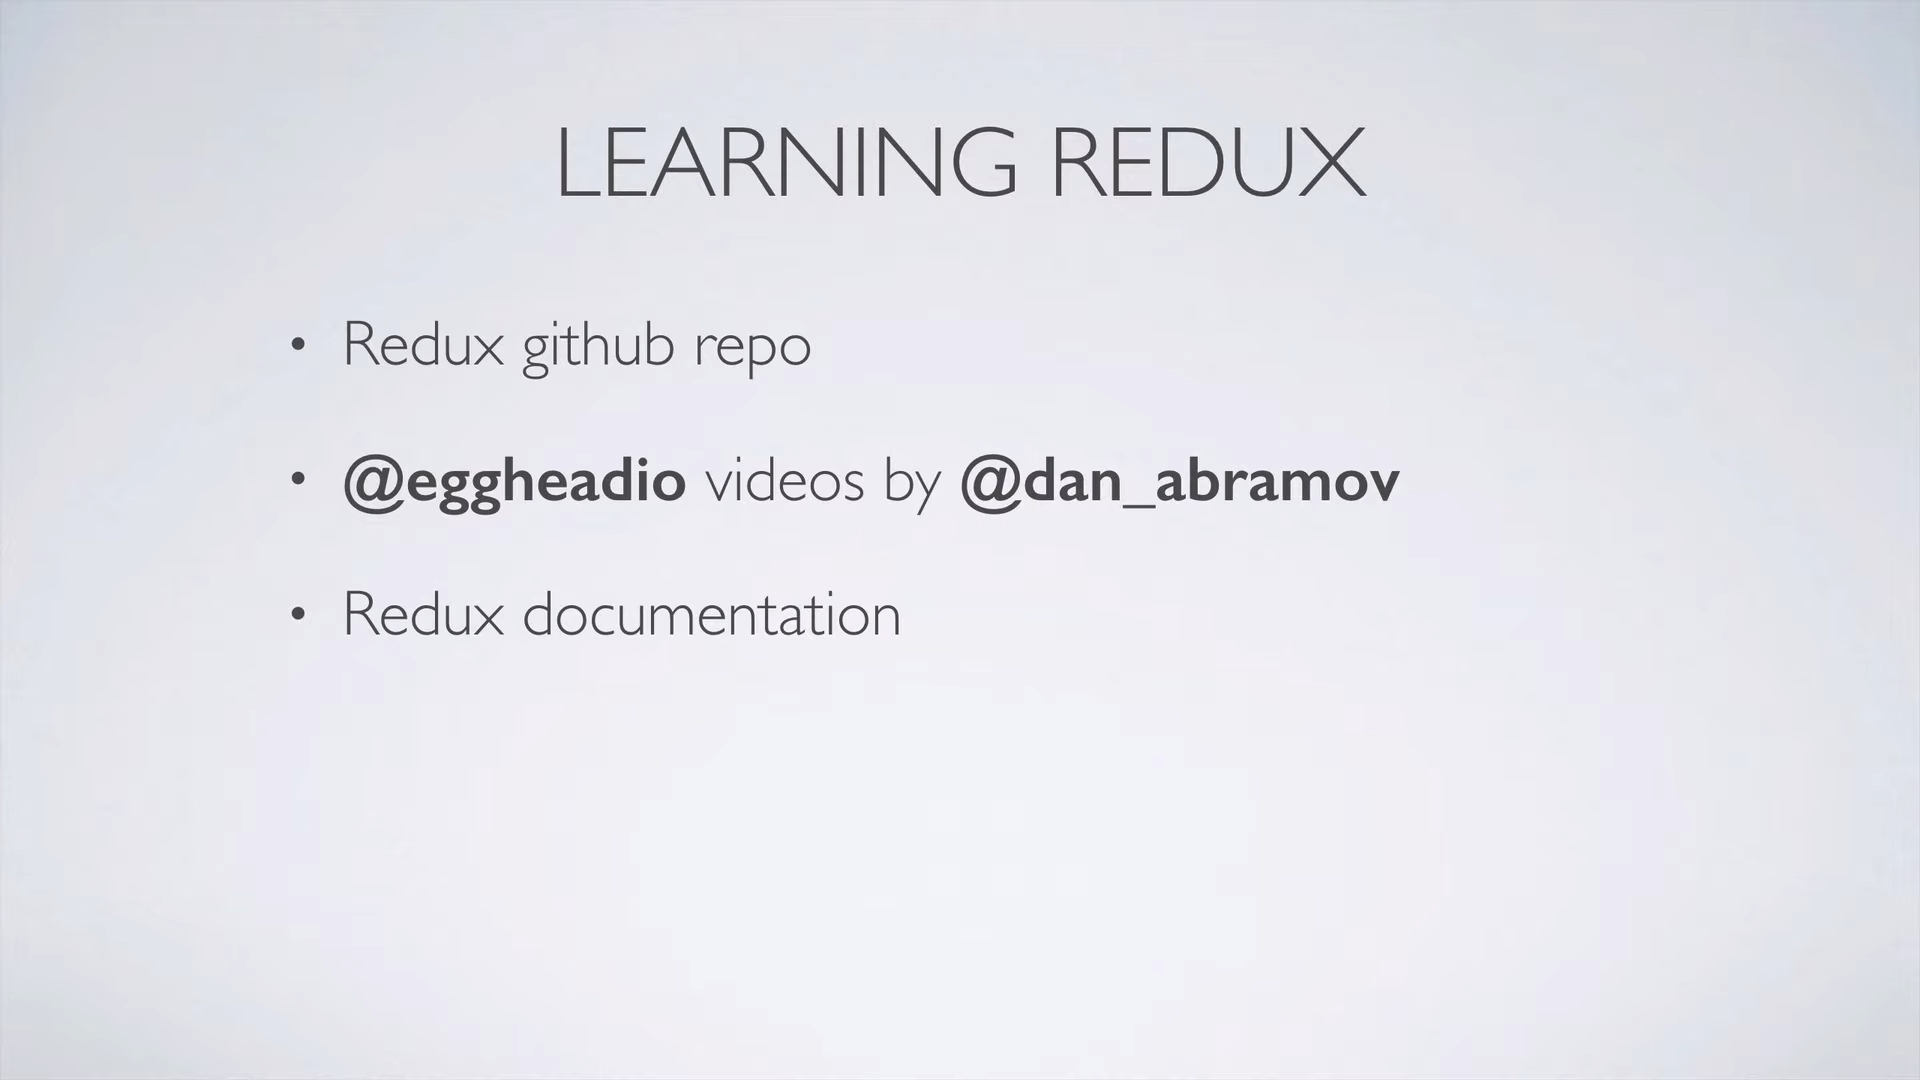 LEARNING REDUX
• Redux github repo
• @eggheadio videos by @dan_abramov
• Redux documentation